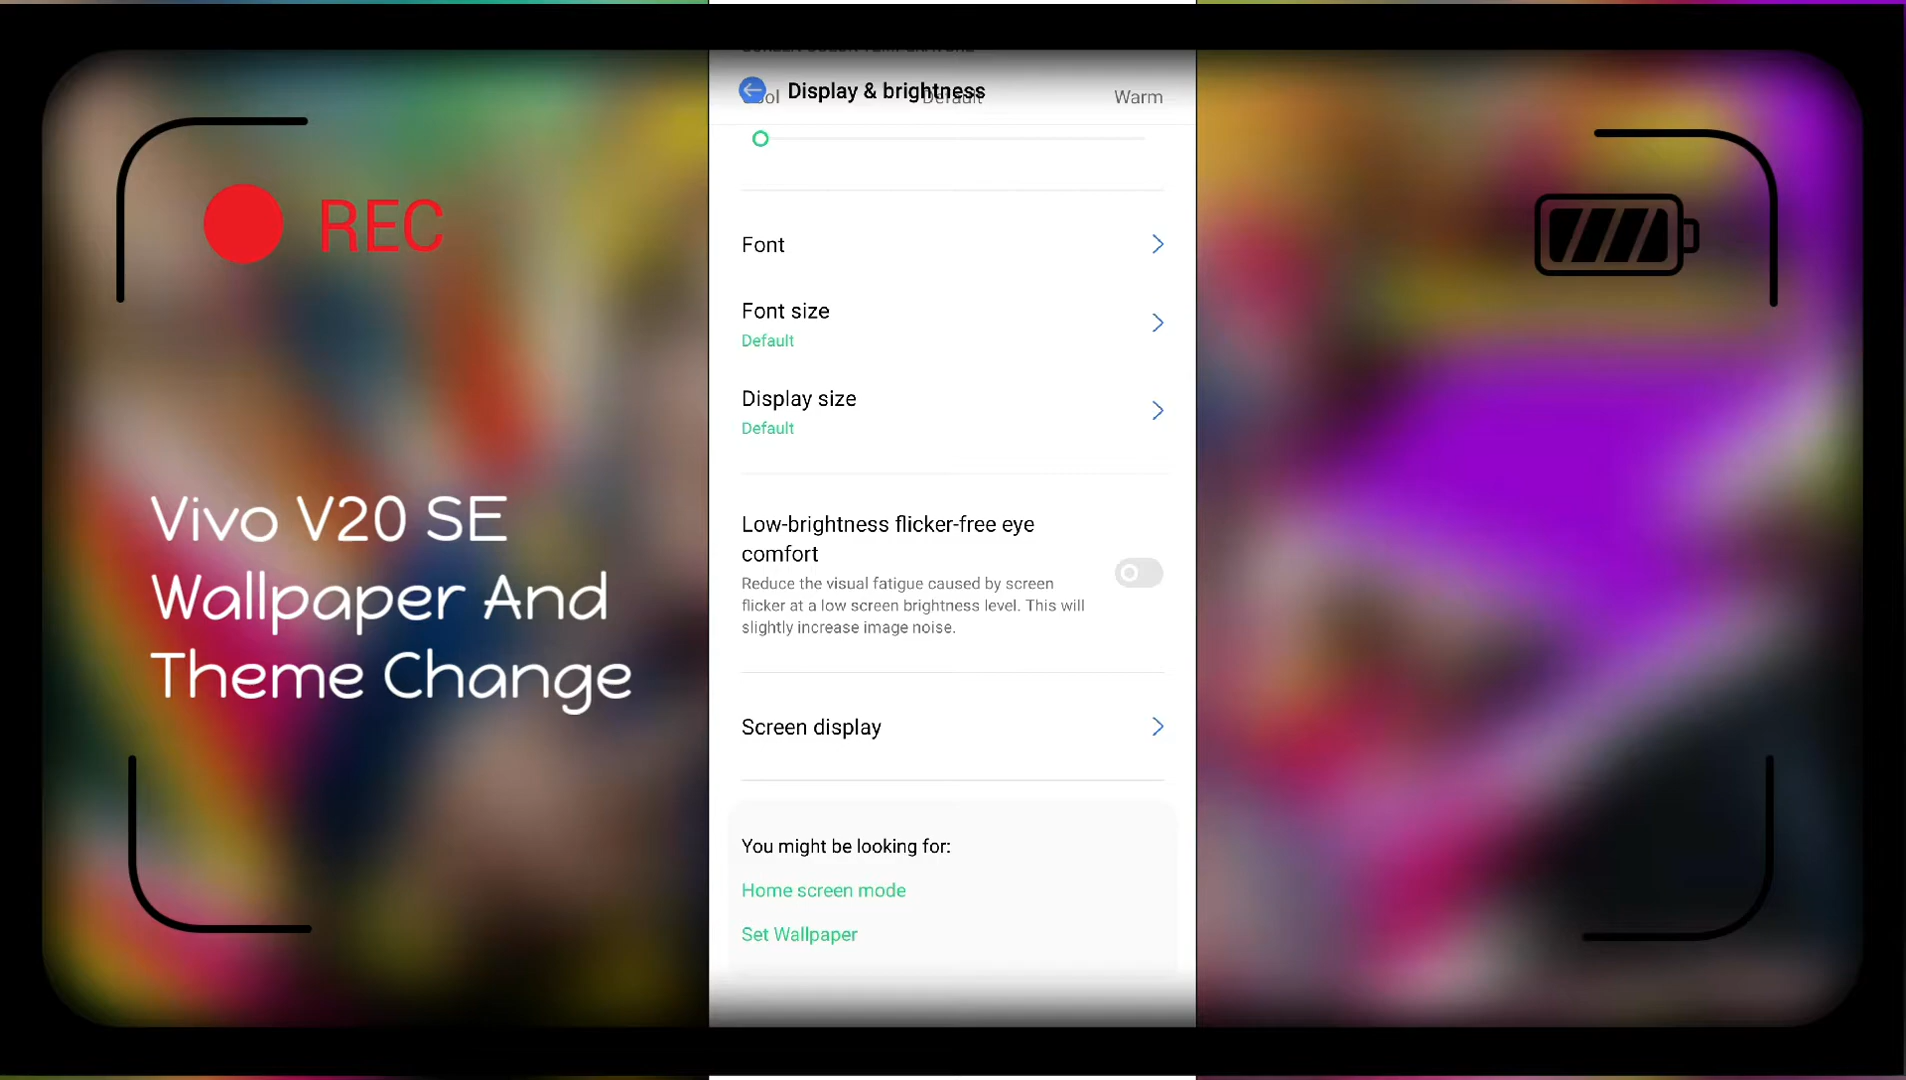 Display & brightness
Default
Warm
REC
Font
Font size
Default
Display size
Default
Vivo V20 SE
Wallpaper And
Theme Change
Low-brightness flicker-free eye
comfort
Reduce the visual fatigue caused by screen
flicker at a low screen brightness level. This will
slightly increase image noise.
Screen display
You might be looking for:
Home screen mode
Set Wallpaper